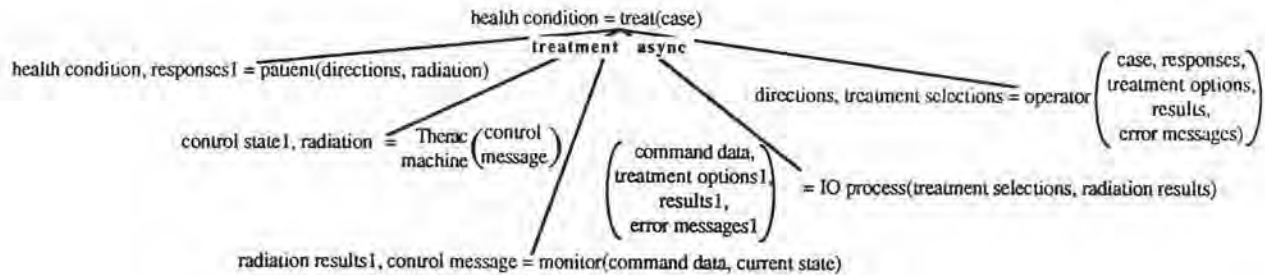 health condition = treat(case)
treatment async
health condition, responses1 = patient(directions, radiation)
directions, treatment selections = operator
case, responses,
treatment options,
results,
error messages)
control state1, radiation = Therac machine
control
message
command data,
treatment options1,
results1,
error messages1
= IO process(treatment selections, radiation results)
radiation results1, control message = monitor(command data, current state)